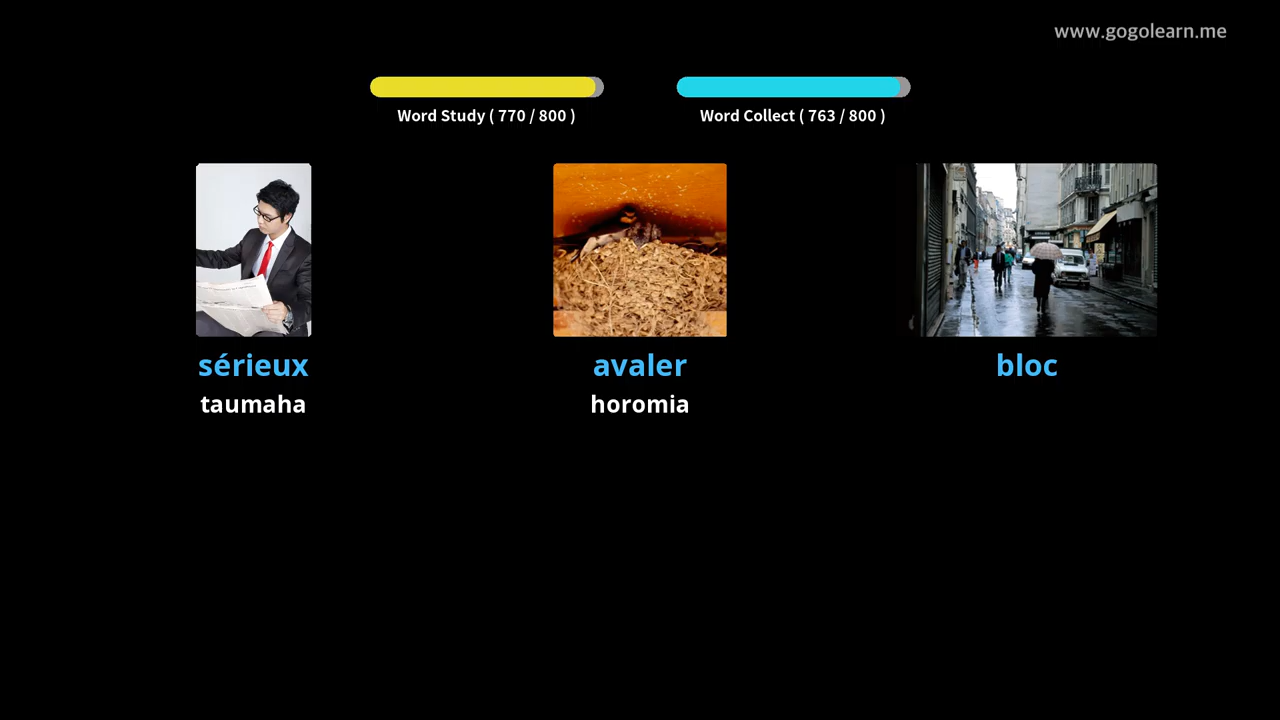 www.gogolearn.me
Word Study ( 770 / 800 )
Word Collect ( 763 / 800 )
sérieux
avaler
bloc
taumaha
horomia